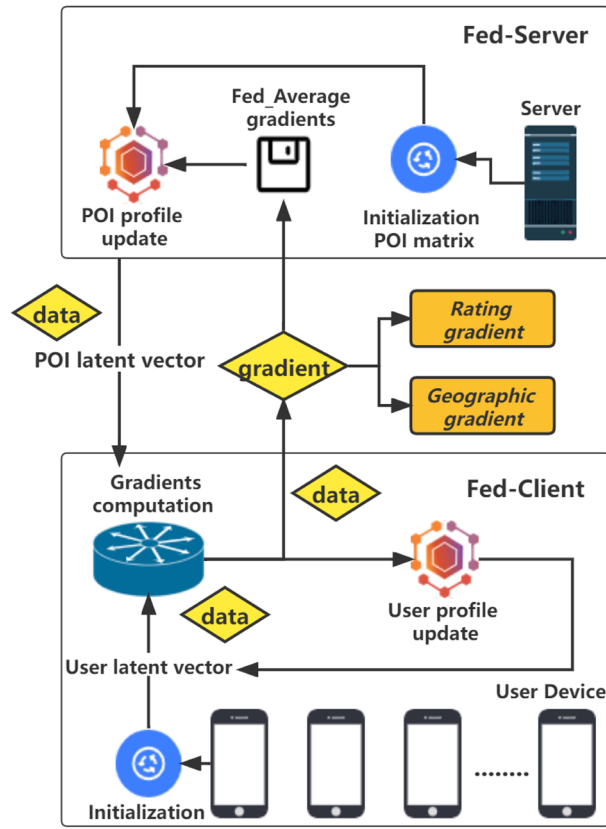 Fed-Server
Fed_Average
gradients
Server
POI profile
update
Initialization
POI matrix
data
POI latent vector
gradient
Rating
gradient
Geographic
gradient
Gradients
computation
Fed-Client
data
data
User profile
update
User latent vector
User Device
........
Initialization